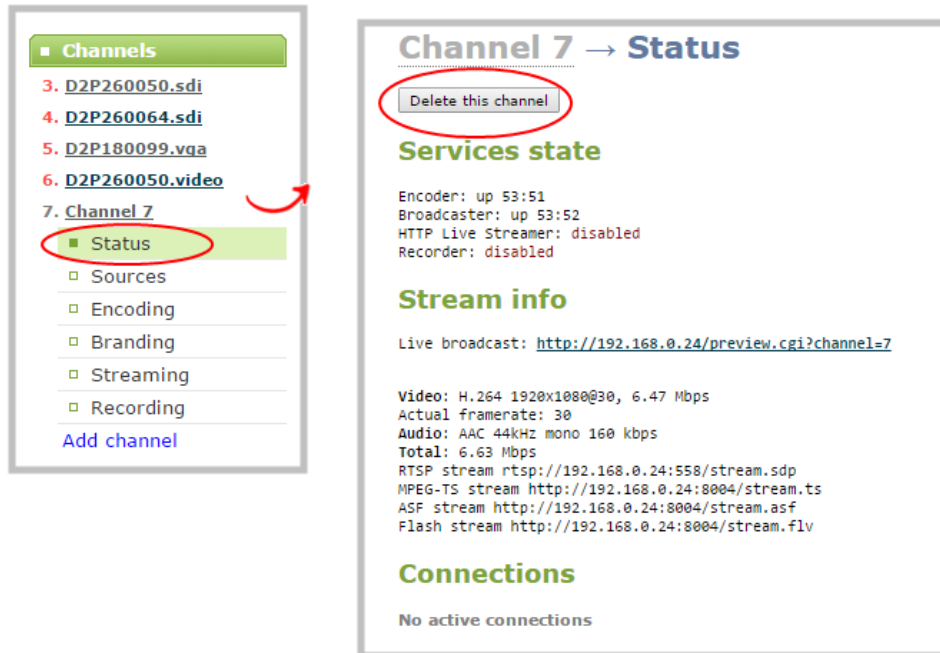 Channels
3. D2P260050.sdi
4. D2P260064.sdi
5. D2P180099.vga
6. D2P260050.video
7. Channel 7
Status
Sources
Encoding
Branding
Streaming
Recording
Add channel
Channel 7 → Status
Delete this channel
Services state
Encoder: up 53:51
Broadcaster: up 53:52
HTTP Live Streamer: disabled
Recorder: disabled
Stream info
Live broadcast: http://192.168.0.24/preview.cgi?channel=7
Video: H.264 1920x1080@30, 6.47 Mbps
Actual framerate: 30
Audio: AAC 44kHz mono 160 kbps
Total: 6.63 Mbps
RTSP stream rtsp://192.168.0.24:558/stream.sdp
MPEG-TS stream http://192.168.0.24:8004/stream.ts
ASF stream http://192.168.0.24:8004/stream.asf
Flash stream http://192.168.0.24:8004/stream.flv
Connections
No active connections